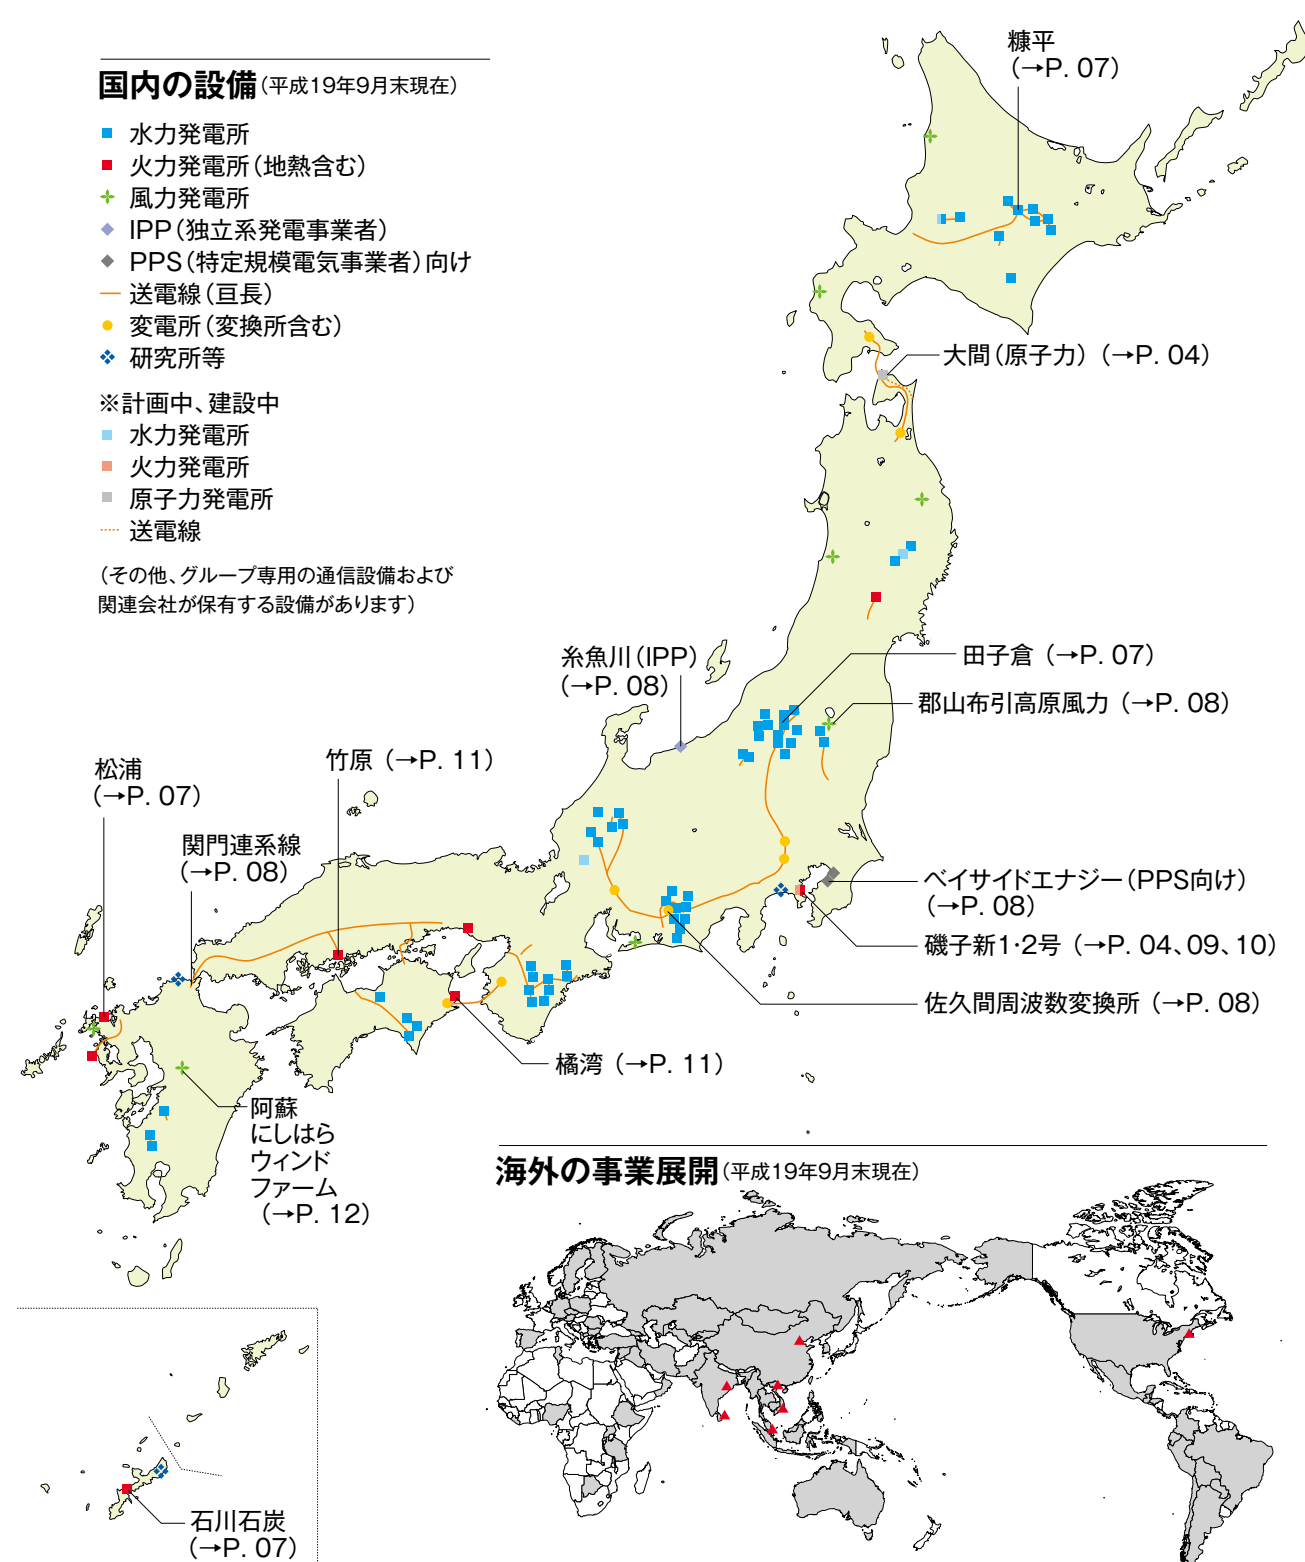 国内の設備(平成19年9月末現在)
水力発電所
火力発電所(地熱含む)
風力発電所
IPP(独立系発電事業者)
PPS(特定規模電気事業者)向け
送電線(亘長)
変電所(変換所含む)
研究所等
※計画中、建設中
水力発電所
火力発電所
原子力発電所
送電線
(その他、グループ専用の通信設備および
関連会社が保有する設備があります)
糠平
(→P. 07)
大間(原子力) (→P. 04)
糸魚川(IPP)
(→P. 08)
田子倉 (→P. 07)
郡山布引高原風力 (→P. 08)
竹原 (→P. 11)
松浦
(→P. 07)
関門連系線
(→P. 08)
ベイサイドエナジー(PPS向け)
(→P. 08)
磯子新1・2号 (→P. 04、09、10)
佐久間周波数変換所 (→P. 08)
橘湾 (→P. 11)
阿蘇
にしはら
ウィンド
ファーム
(→P. 12)
海外の事業展開(平成19年9月末現在)
石川石炭
(→P. 07)